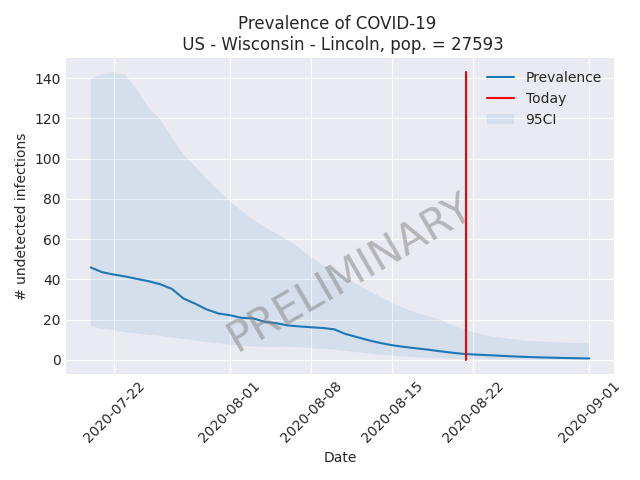 Prevalence of COVID-19
US - Wisconsin - Lincoln, pop. = 27593
140
120
100
80
60
40
20
0
# undetected infections
Prevalence
Today
95CI
PRELIMINARY
2020-07-22
2020-08-01
2020-08-08
2020-08-15
2020-08-22
2020-09-01
Date